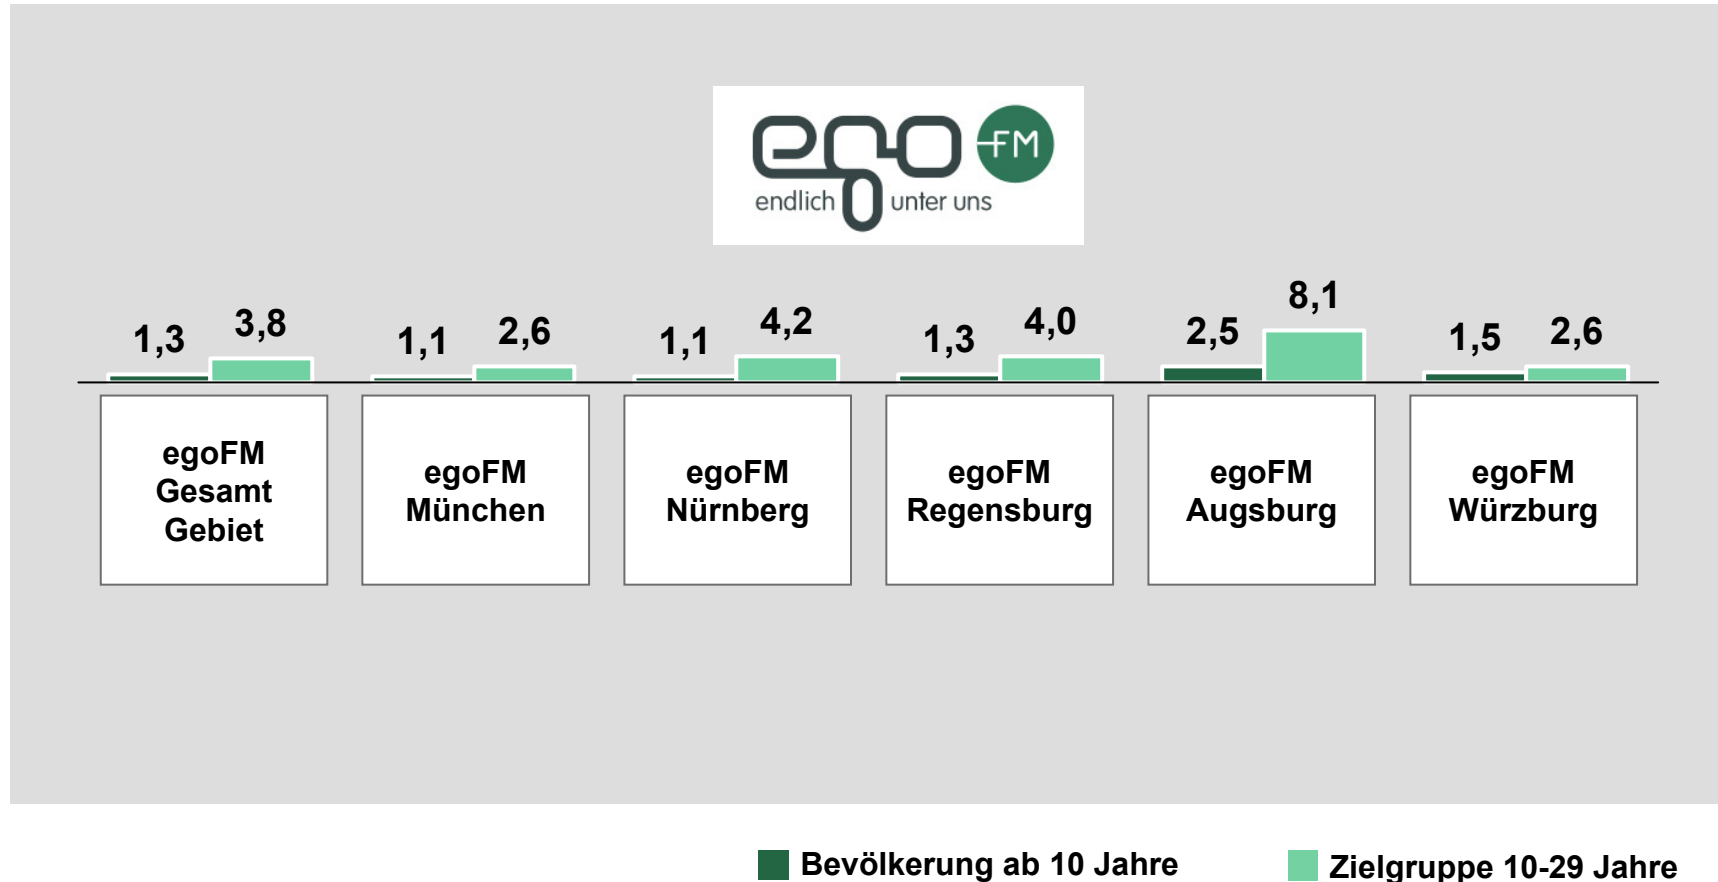 ego FM
endlich unter uns
1,3 3,8 1,1 2,6 1,1 4,2 1,3 4,0 2,5 8,1 1,5 2,6
egoFM
Gesamt
Gebiet
egoFM
München
egoFM
Nürnberg
egoFM
Regensburg
egoFM
Augsburg
egoFM
Würzburg
Bevölkerung ab 10 Jahre
Zielgruppe 10-29 Jahre